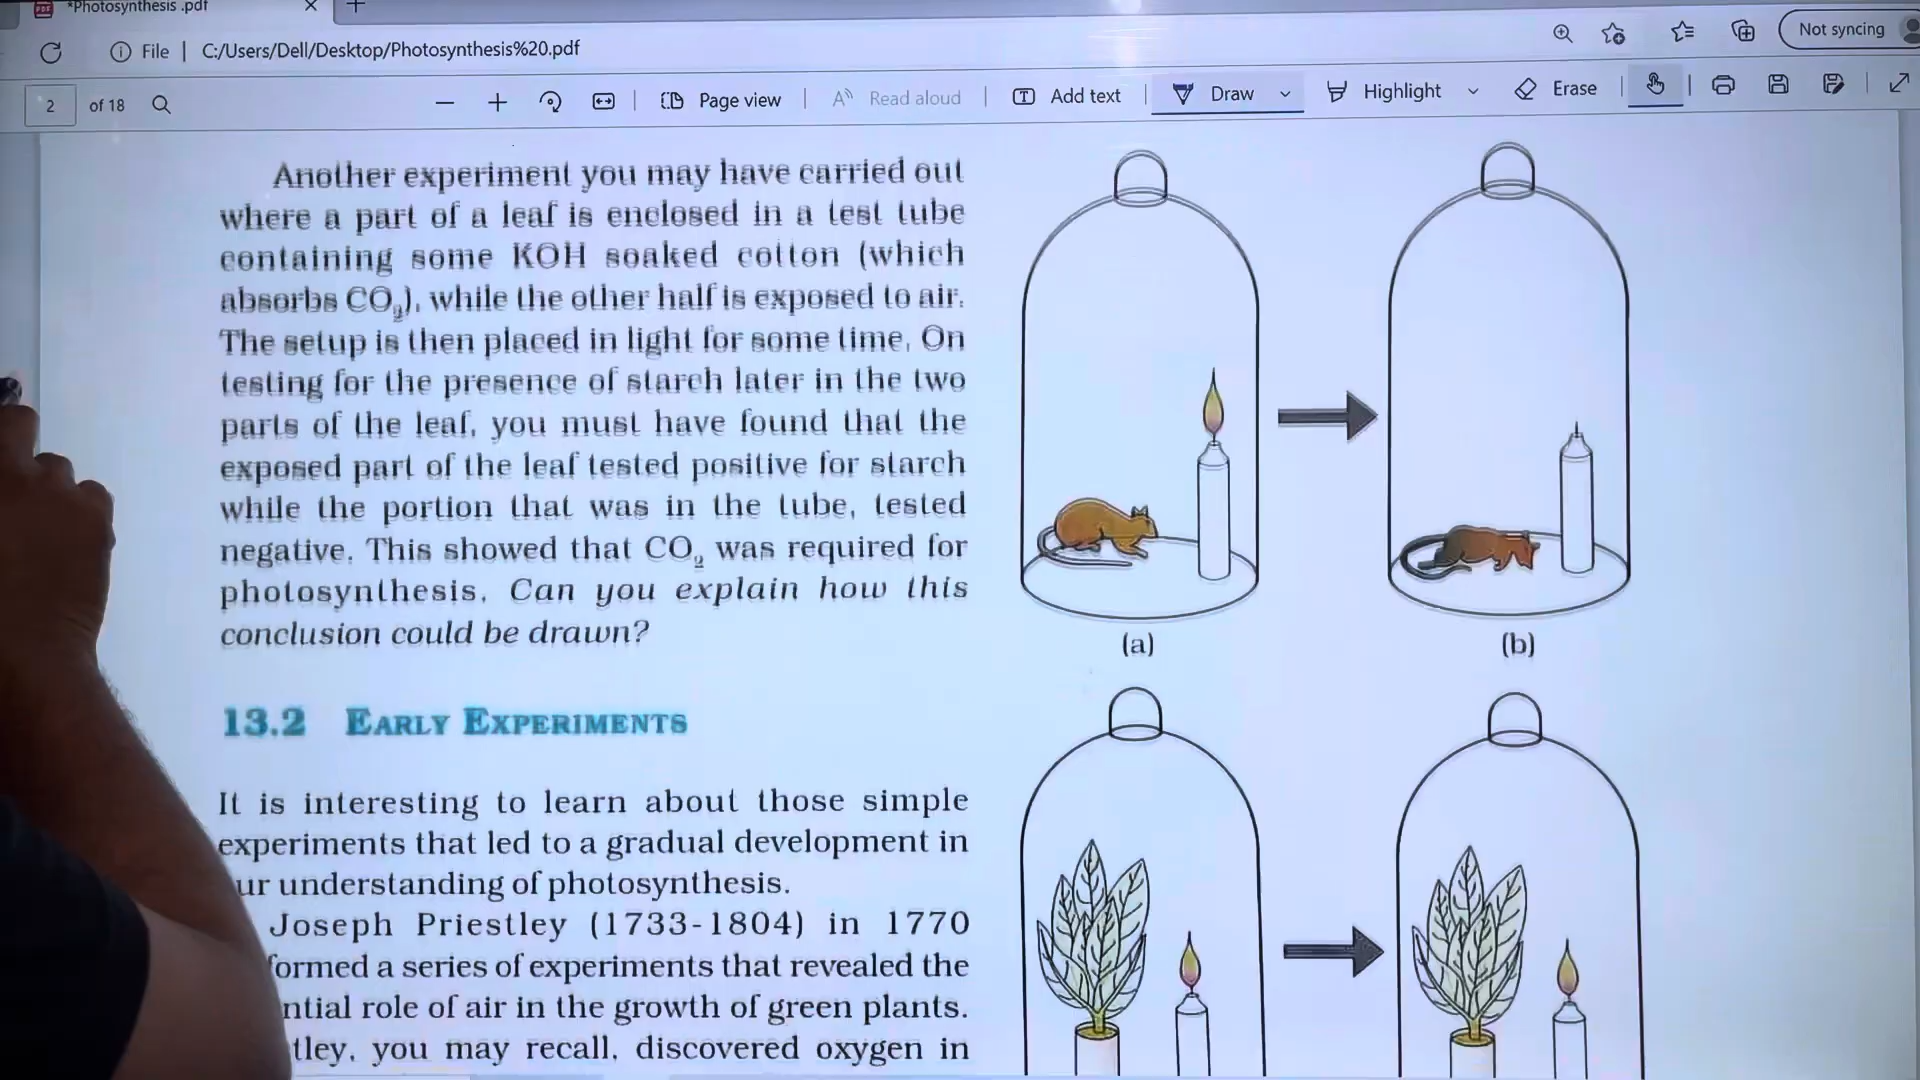 *Photosynthesis .pdf
File | C:/Users/Dell/Desktop/Photosynthesis%20.pdf
Not syncing
2 of 18
Page view
Read aloud
Add text
Draw
Highlight
Erase
Another experiment you may have carried out
where a part of a leaf is enclosed in a test tube
containing some KOH soaked cotton (which
absorbs CO₂), while the other half is exposed to air.
The setup is then placed in light for some time. On
testing for the presence of starch later in the two
parts of the leaf, you must have found that the
exposed part of the leaf tested positive for starch
while the portion that was in the tube, tested
negative. This showed that CO₂ was required for
photosynthesis. Can you explain how this
conclusion could be drawn?
13.2 EARLY EXPERIMENTS
It is interesting to learn about those simple
experiments that led to a gradual development in
ur understanding of photosynthesis.
Joseph Priestley (1733-1804) in 1770
formed a series of experiments that revealed the
ntial role of air in the growth of green plants.
tley, you may recall, discovered oxygen in
(a)
(b)